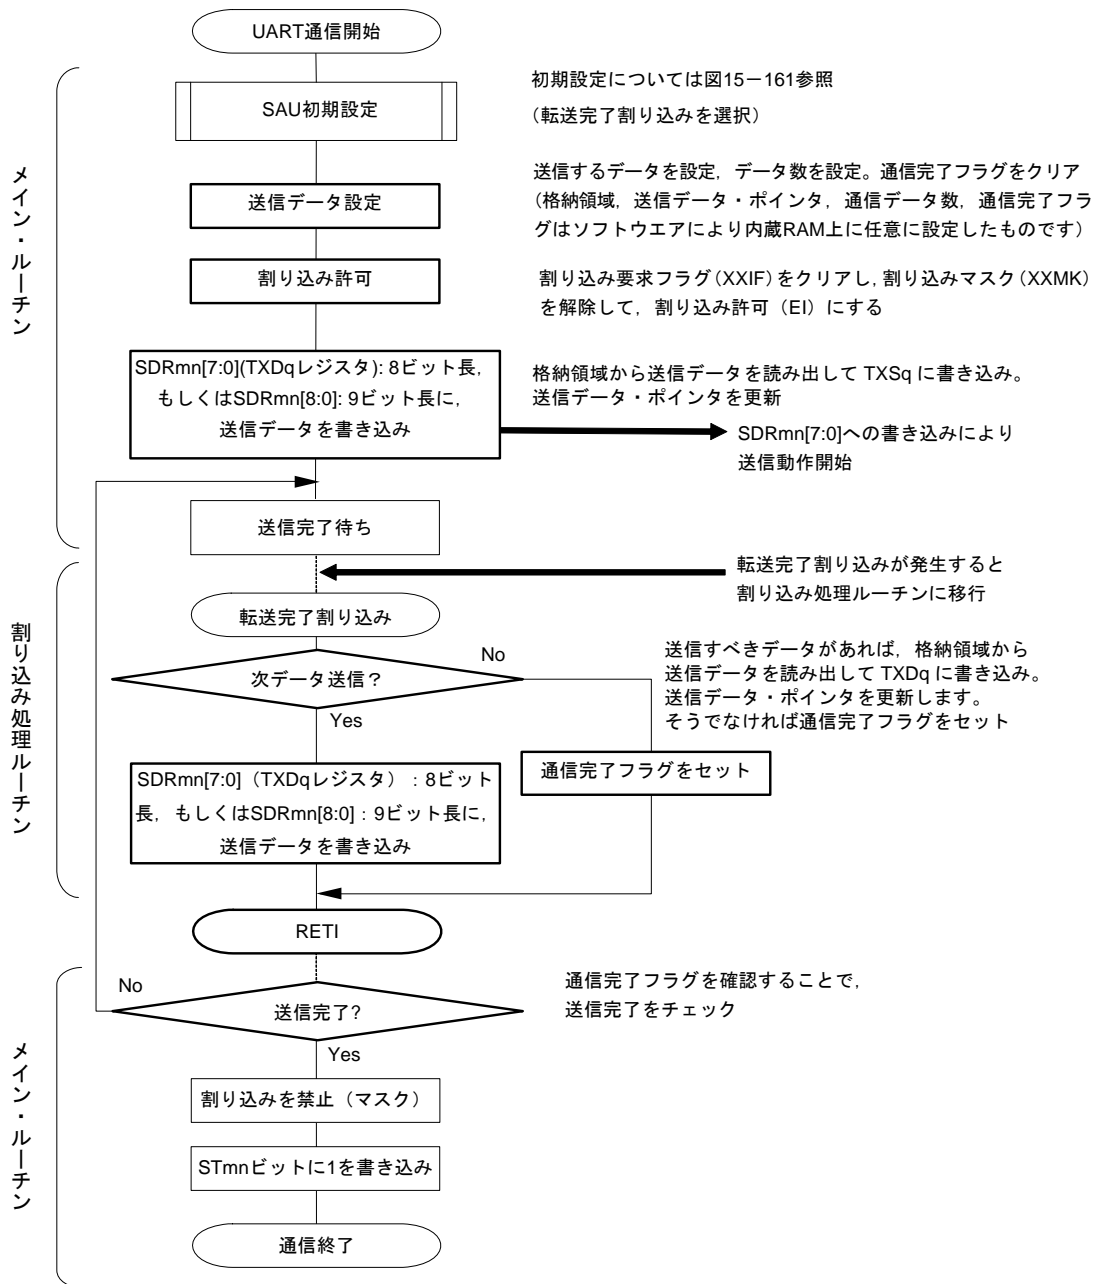 UART通信開始
初期設定については図15－161参照
SAU初期設定
（転送完了割り込みを選択）
メイン・ルーチン
送信するデータを設定，データ数を設定。通信完了フラグをクリア
送信データ設定
（格納領域，送信データ・ポインタ，通信データ数，通信完了フラ
グはソフトウエアにより内蔵RAM上に任意に設定したものです）
割り込み許可
割り込み要求フラグ（XXIF）をクリアし，割り込みマスク（XXMK）
を解除して，割り込み許可（EI）にする
SDRmn[7:0](TXDqレジスタ): 8ビット長，
もしくはSDRmn[8:0]: 9ビット長に，
送信データを書き込み
格納領域から送信データを読み出して TXSq に書き込み。
送信データ・ポインタを更新
SDRmn[7:0]への書き込みにより
送信動作開始
送信完了待ち
転送完了割り込みが発生すると
割り込み処理ルーチンに移行
割り込み処理ルーチン
転送完了割り込み
次データ送信？
No
Yes
送信すべきデータがあれば，格納領域から
送信データを読み出して TXDq に書き込み。
送信データ・ポインタを更新します。
そうでなければ通信完了フラグをセット
通信完了フラグをセット
SDRmn[7:0]（TXDqレジスタ）：8ビット
長，もしくはSDRmn[8:0]：9ビット長に，
送信データを書き込み
RETI
メイン・ルーチン
No
送信完了?
Yes
通信完了フラグを確認することで，
送信完了をチェック
割り込みを禁止（マスク）
STmnビットに1を書き込み
通信終了